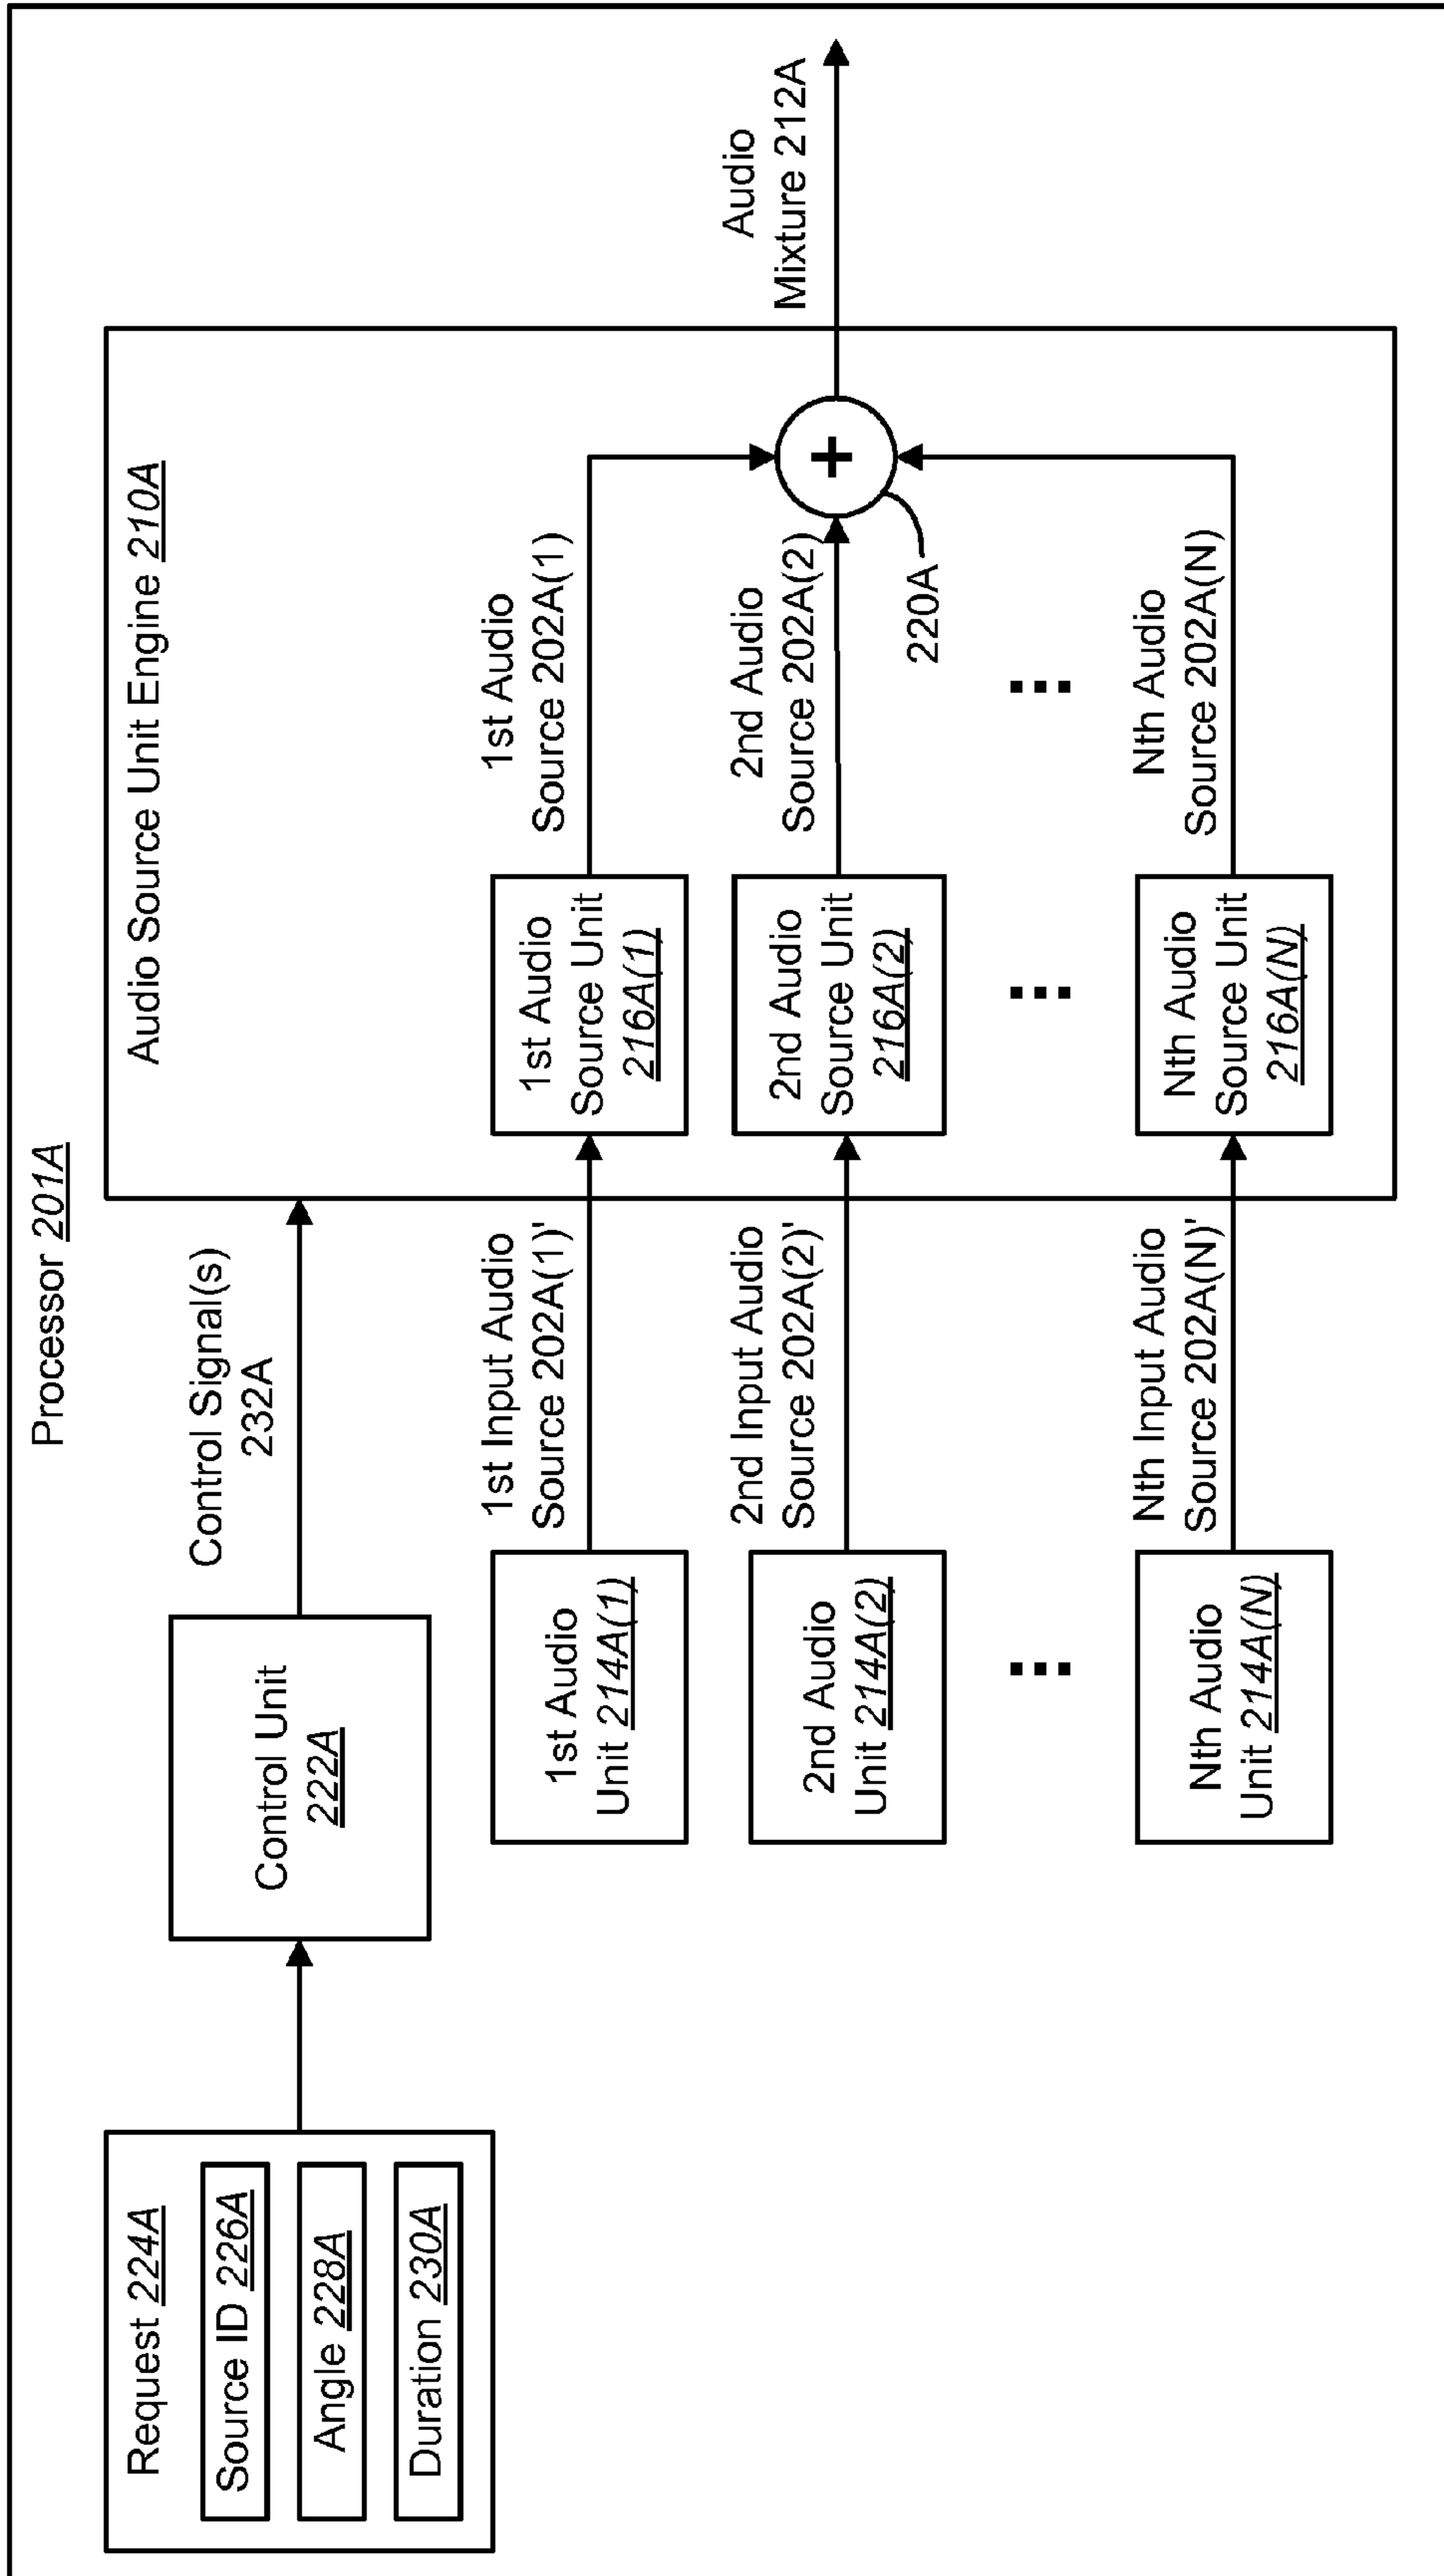 Processor 201A
Request 224A
Source ID 226A
Angle 228A
Duration 230A
Control Unit
222A
Control Signal(s)
232A
Audio Source Unit Engine 210A
1st Audio
Unit 214A(1)
1st Input Audio
Source 202A(1)'
1st Audio
Source Unit
216A(1)
1st Audio
Source 202A(1)
2nd Audio
Unit 214A(2)
2nd Input Audio
Source 202A(2)'
2nd Audio
Source Unit
216A(2)
2nd Audio
Source 202A(2)
+
220A
Audio
Mixture 212A
...
...
...
Nth Audio
Unit 214A(N)
Nth Input Audio
Source 202A(N)'
Nth Audio
Source Unit
216A(N)
Nth Audio
Source 202A(N)